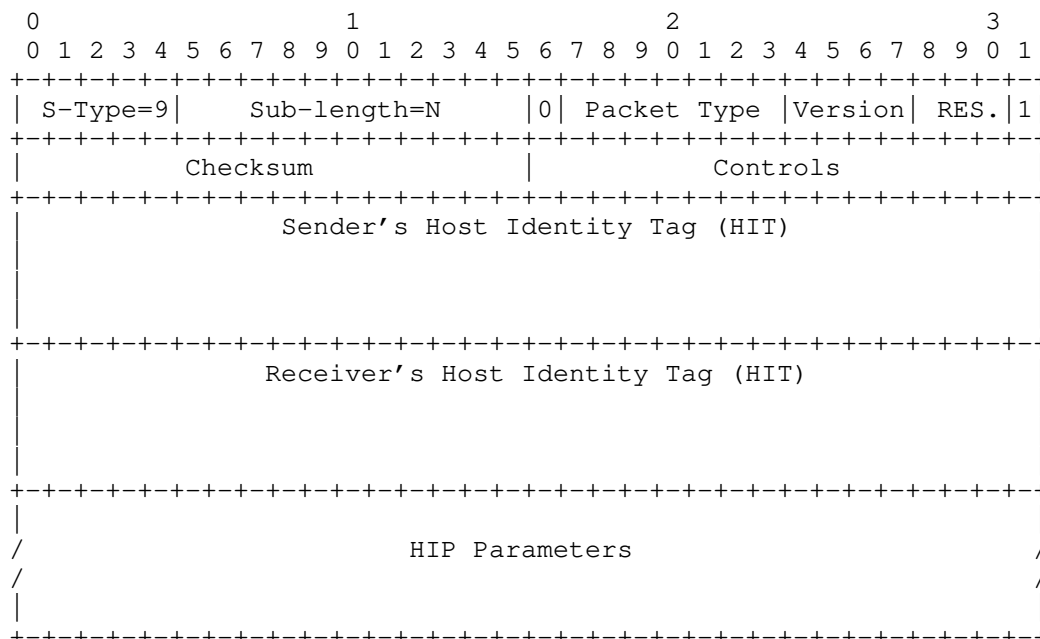 0                   1                   2                   3
 0 1 2 3 4 5 6 7 8 9 0 1 2 3 4 5 6 7 8 9 0 1 2 3 4 5 6 7 8 9 0 1
+-+-+-+-+-+-+-+-+-+-+-+-+-+-+-+-+-+-+-+-+-+-+-+-+-+-+-+-+-+-+-+--
| S-Type=9|    Sub-length=N     |0| Packet Type |Version| RES.|1
+-+-+-+-+-+-+-+-+-+-+-+-+-+-+-+-+-+-+-+-+-+-+-+-+-+-+-+-+-+-+-+--
|          Checksum             |           Controls
+-+-+-+-+-+-+-+-+-+-+-+-+-+-+-+-+-+-+-+-+-+-+-+-+-+-+-+-+-+-+-+--
|                Sender's Host Identity Tag (HIT)
|
|
|
+-+-+-+-+-+-+-+-+-+-+-+-+-+-+-+-+-+-+-+-+-+-+-+-+-+-+-+-+-+-+-+--
|               Receiver's Host Identity Tag (HIT)
|
|
|
+-+-+-+-+-+-+-+-+-+-+-+-+-+-+-+-+-+-+-+-+-+-+-+-+-+-+-+-+-+-+-+--
|
/                        HIP Parameters                         /
/                                                               /
|
+-+-+-+-+-+-+-+-+-+-+-+-+-+-+-+-+-+-+-+-+-+-+-+-+-+-+-+-+-+-+-+--